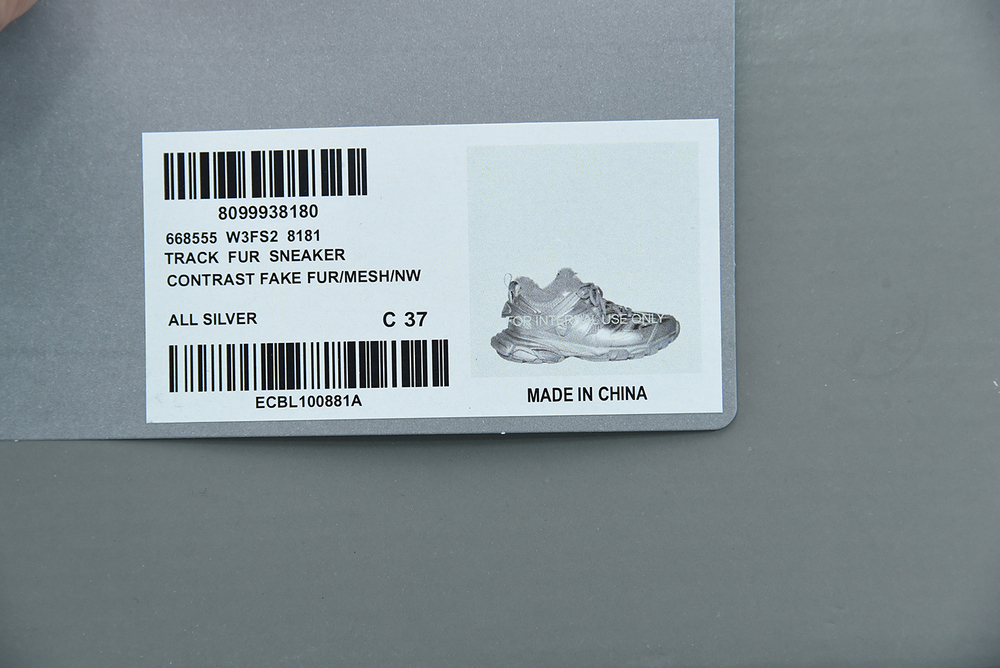 8099938180
668555 W3FS2 8181
TRACK FUR SNEAKER
CONTRAST FAKE FUR/MESH/NW
ALL SILVER C 37
ECBL100881A
FOR INTERNAL USE ONLY
MADE IN CHINA